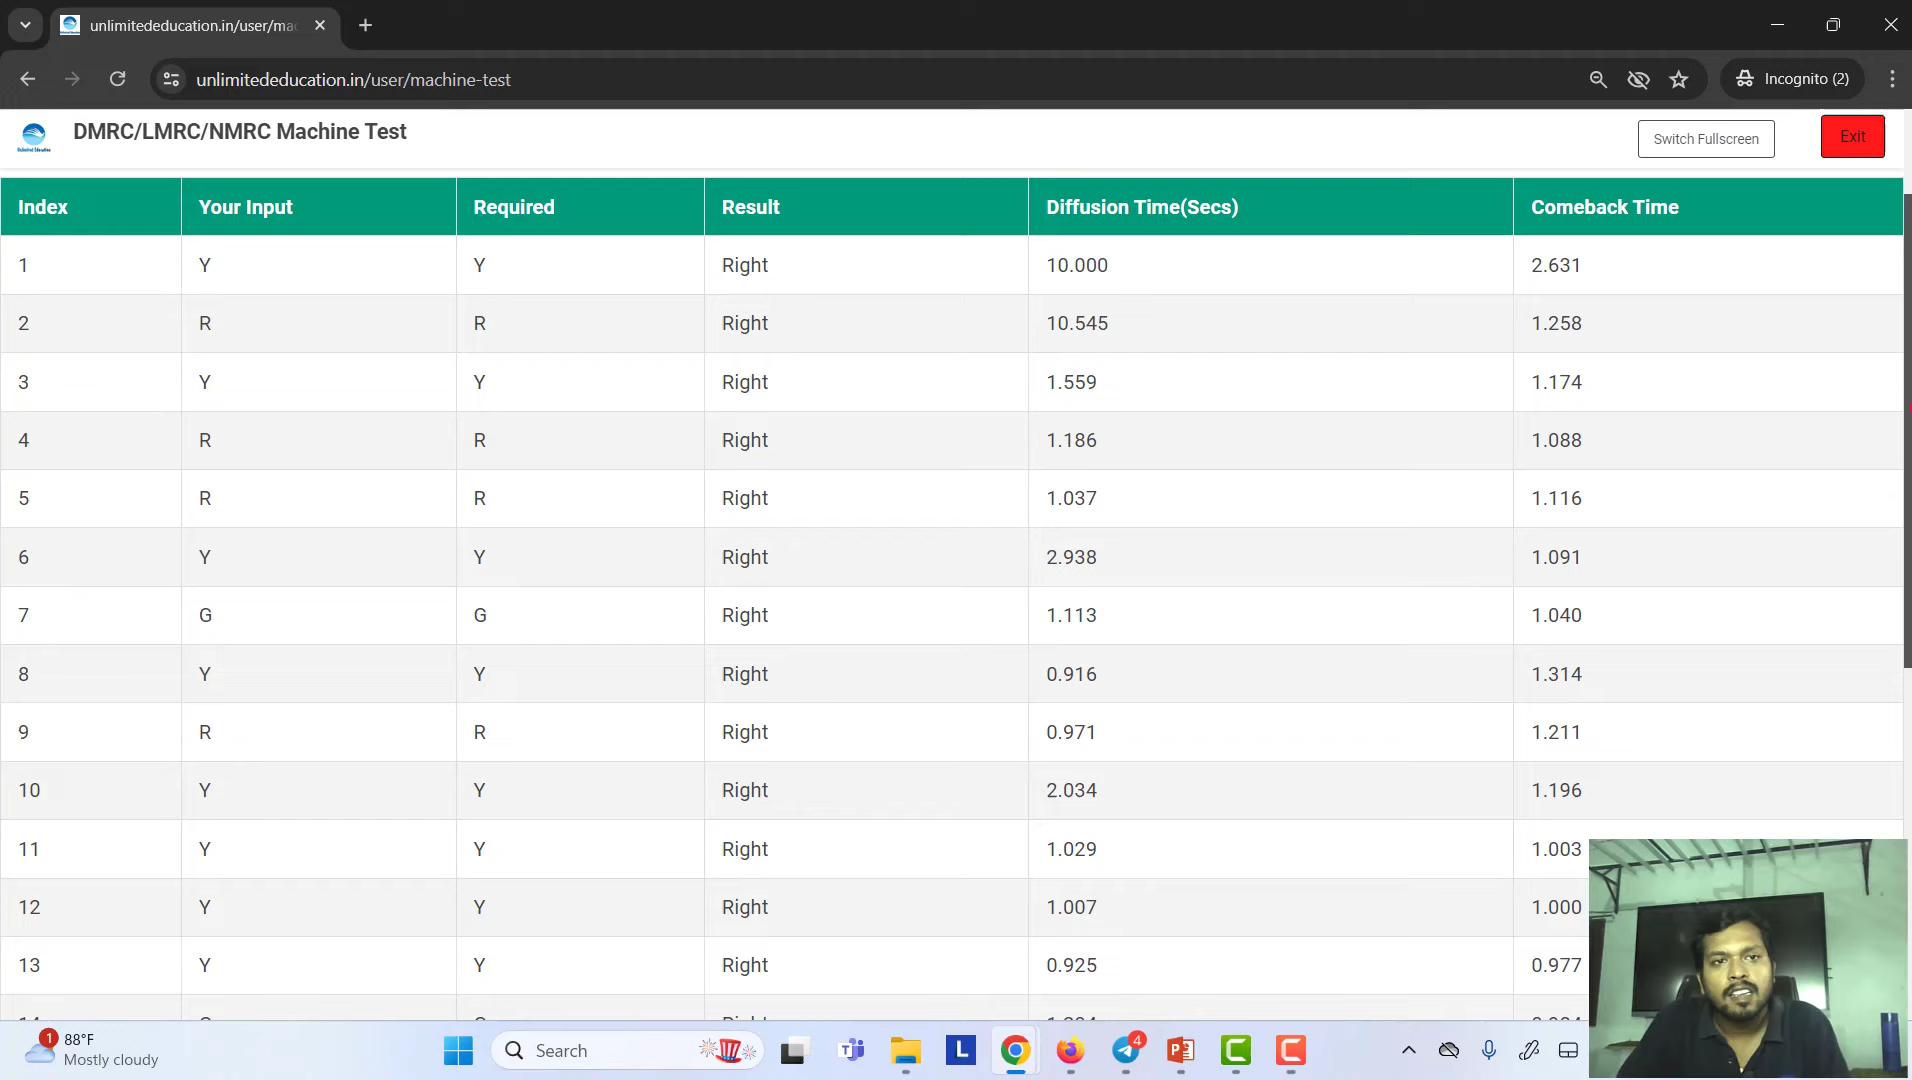 unlimitededucation.in/user/ma
unlimitededucation.in/user/machine-test
Incognito (2)
Unlimited Education
DMRC/LMRC/NMRC Machine Test
Switch Fullscreen
Exit
Index Your Input Required Result Diffusion Time(Secs) Comeback Time
1 Y Y Right 10.000 2.631
2 R R Right 10.545 1.258
3 Y Y Right 1.559 1.174
4 R R Right 1.186 1.088
5 R R Right 1.037 1.116
6 Y Y Right 2.938 1.091
7 G G Right 1.113 1.040
8 Y Y Right 0.916 1.314
9 R R Right 0.971 1.211
10 Y Y Right 2.034 1.196
11 Y Y Right 1.029 1.003
12 Y Y Right 1.007 1.000
13 Y Y Right 0.925 0.977
1
88°F
Mostly cloudy
Search
L
4